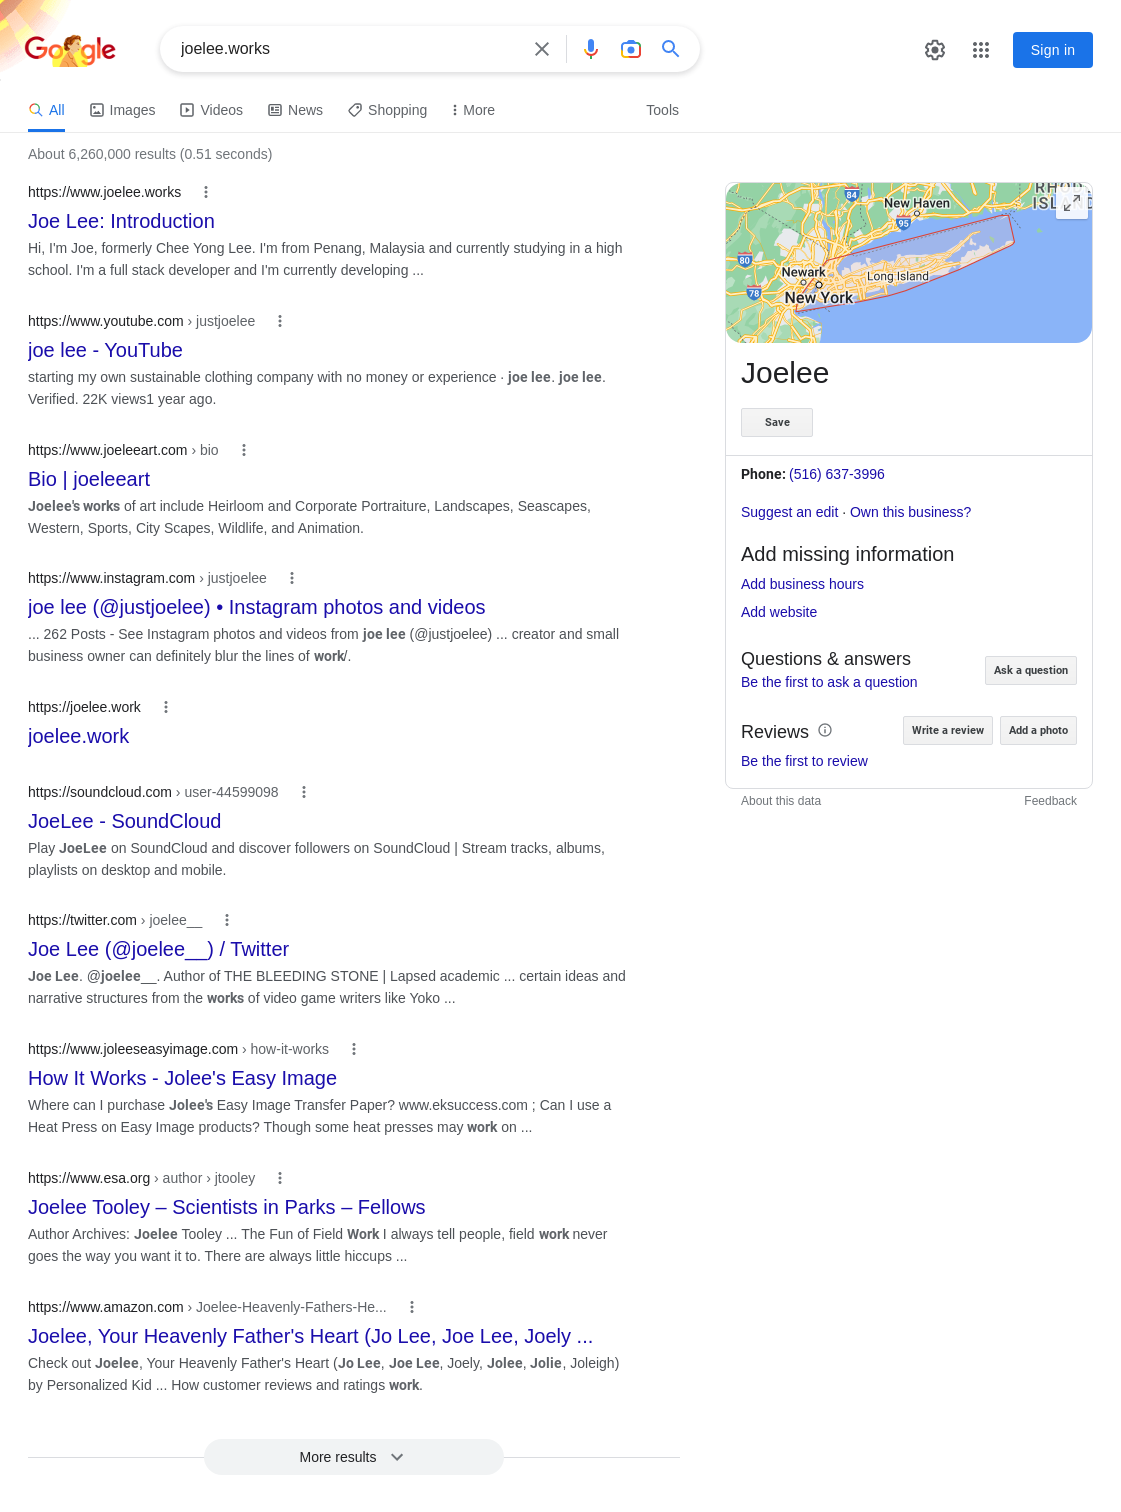 Google
joelee.works
Sign in
All
Images
Videos
News
Shopping
More
Tools
About 6,260,000 results (0.51 seconds)
https://www.joelee.works
Joe Lee: Introduction
Hi, I'm Joe, formerly Chee Yong Lee. I'm from Penang, Malaysia and currently studying in a high
school. I'm a full stack developer and I'm currently developing ...
https://www.youtube.com › justjoelee
joe lee - YouTube
starting my own sustainable clothing company with no money or experience · joe lee. joe lee.
Verified. 22K views1 year ago.
https://www.joeleeart.com › bio
Bio | joeleeart
Joelee's works of art include Heirloom and Corporate Portraiture, Landscapes, Seascapes,
Western, Sports, City Scapes, Wildlife, and Animation.
https://www.instagram.com › justjoelee
joe lee (@justjoelee) • Instagram photos and videos
... 262 Posts - See Instagram photos and videos from joe lee (@justjoelee) ... creator and small
business owner can definitely blur the lines of work/.
https://joelee.work
joelee.work
https://soundcloud.com › user-44599098
JoeLee - SoundCloud
Play JoeLee on SoundCloud and discover followers on SoundCloud | Stream tracks, albums,
playlists on desktop and mobile.
https://twitter.com › joelee__
Joe Lee (@joelee__) / Twitter
Joe Lee. @joelee__. Author of THE BLEEDING STONE | Lapsed academic ... certain ideas and
narrative structures from the works of video game writers like Yoko ...
https://www.joleeseasyimage.com › how-it-works
How It Works - Jolee's Easy Image
Where can I purchase Jolee's Easy Image Transfer Paper? www.eksuccess.com ; Can I use a
Heat Press on Easy Image products? Though some heat presses may work on ...
https://www.esa.org › author › jtooley
Joelee Tooley – Scientists in Parks – Fellows
Author Archives: Joelee Tooley ... The Fun of Field Work I always tell people, field work never
goes the way you want it to. There are always little hiccups ...
https://www.amazon.com › Joelee-Heavenly-Fathers-He...
Joelee, Your Heavenly Father's Heart (Jo Lee, Joe Lee, Joely ...
Check out Joelee, Your Heavenly Father's Heart (Jo Lee, Joe Lee, Joely, Jolee, Jolie, Joleigh)
by Personalized Kid ... How customer reviews and ratings work.
More results
84
New Haven
95
80
Newark
Long Island
78
New York
Joelee
Save
Phone: (516) 637-3996
Suggest an edit · Own this business?
Add missing information
Add business hours
Add website
Questions & answers
Be the first to ask a question
Ask a question
Reviews
Write a review
Add a photo
Be the first to review
About this data
Feedback